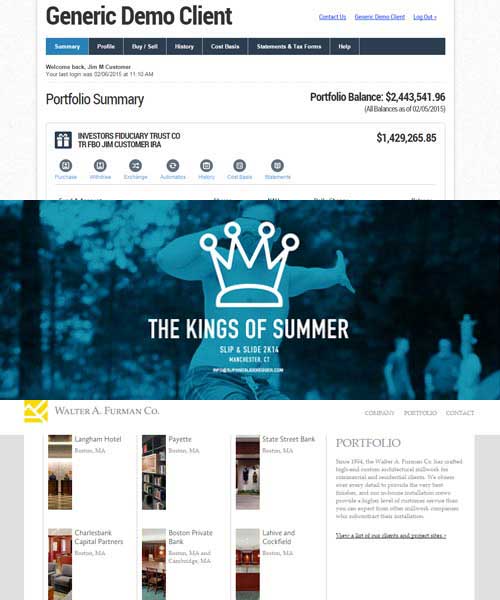 Generic Demo Client
Contact Us Generic Demo Client Log Out »
Summary Profile Buy / Sell History Cost Basis Statements & Tax Forms Help
Welcome back, Jim M Customer
Your last login was 02/06/2015 at 11:10 AM
Portfolio Summary
Portfolio Balance: $2,443,541.96
(All Balances as of 02/05/2015)
INVESTORS FIDUCIARY TRUST CO
TR FBO JIM CUSTOMER IRA
$1,429,265.85
Purchase Withdraw Exchange Automatics History Cost Basis Statements
THE KINGS OF SUMMER
SLIP & SLIDE 2K14
MANCHESTER, CT
WALTER A. FURMAN CO.
COMPANY PORTFOLIO CONTACT
Langham Hotel
Boston, MA
Payette
Boston, MA
State Street Bank
Boston, MA
Charlesbank
Capital Partners
Boston, MA
Boston Private
Bank
Boston, MA and
Cambridge, MA
Lahive and
Cockfield
Boston, MA
PORTFOLIO
Since 1954, the Walter A. Furman Co. has crafted
high-end custom architectural millwork for
commercial and residential clients. We obsess
over every detail to provide the very best
finishes, and our in-house installation crews
provide a higher level of customer service than
you can expect from other millwork companies
who subcontract their installation.
View a list of our clients and project sites »